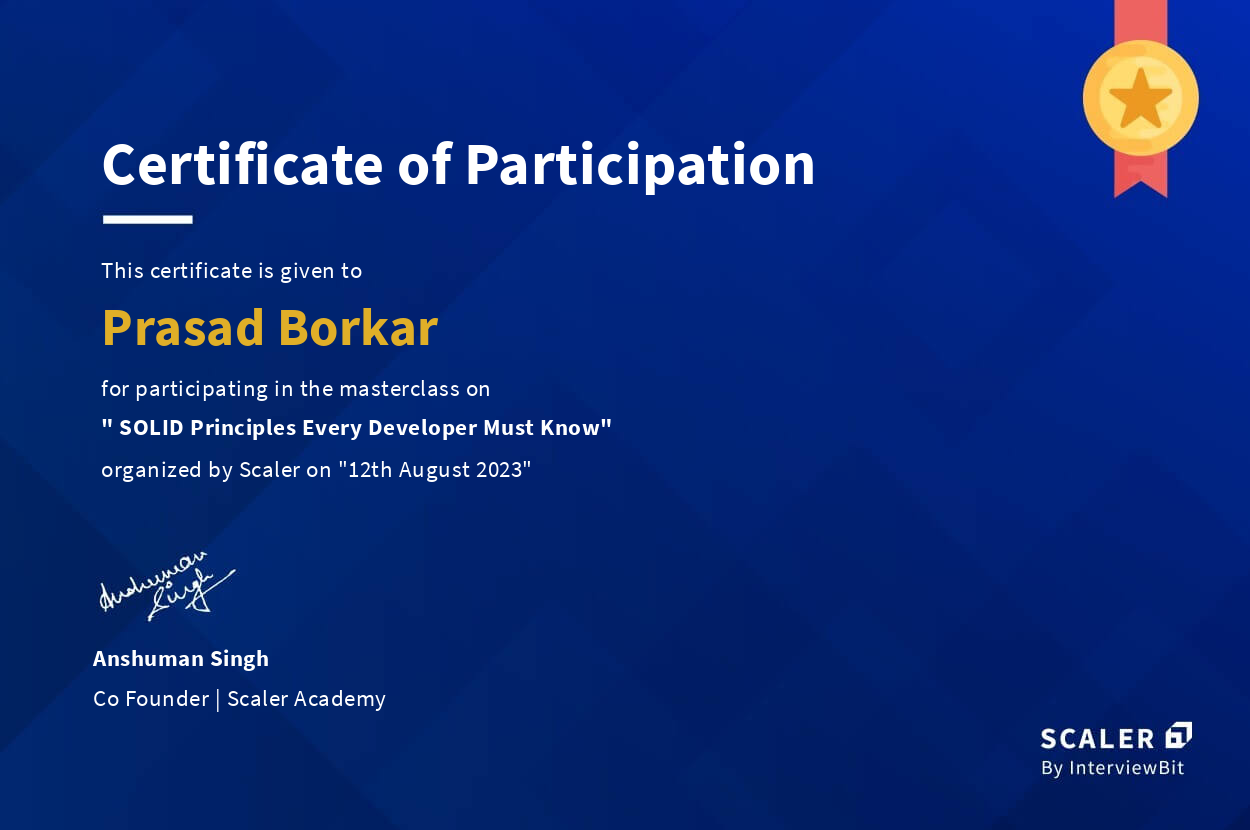 Certificate of Participation
This certificate is given to
Prasad Borkar
for participating in the masterclass on
" SOLID Principles Every Developer Must Know"
organized by Scaler on "12th August 2023"
Anshuman
Singh
Anshuman Singh
Co Founder | Scaler Academy
SCALER
By InterviewBit